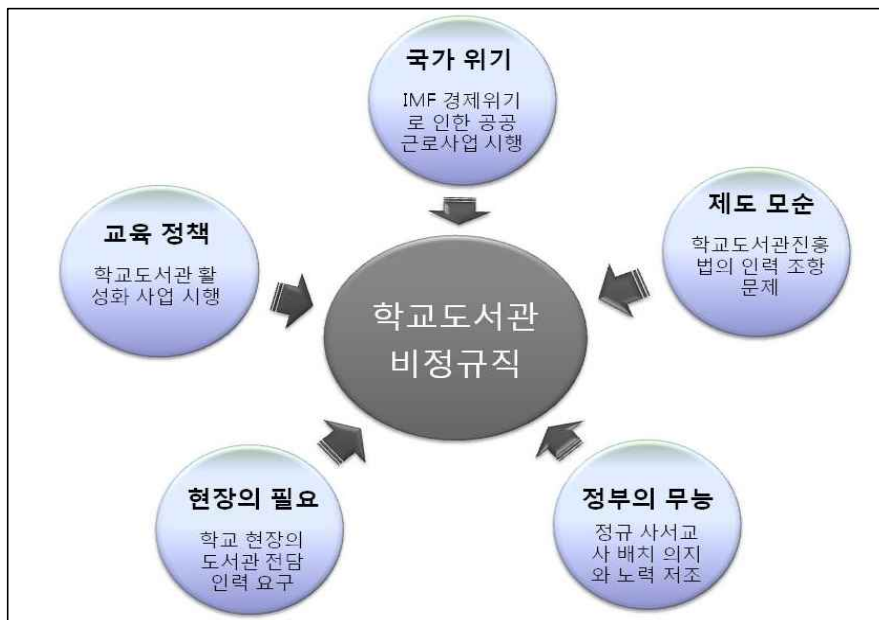 국가 위기
IMF 경제위기
로 인한 공공
근로사업 시행
제도 모순
학교도서관진흥
법의 인력 조항
문제
교육 정책
학교도서관 활
성화 사업 시행
학교도서관
비정규직
현장의 필요
학교 현장의
도서관 전담
인력 요구
정부의 무능
정규 사서교
사 배치 의지
와 노력 저조